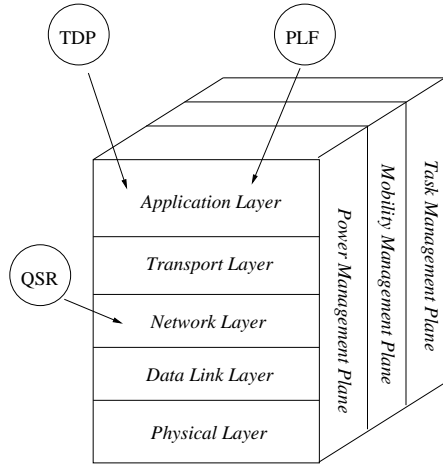 TDP
PLF
QSR
Application Layer
Transport Layer
Network Layer
Data Link Layer
Physical Layer
Power Management Plane
Mobility Management Plane
Task Management Plane